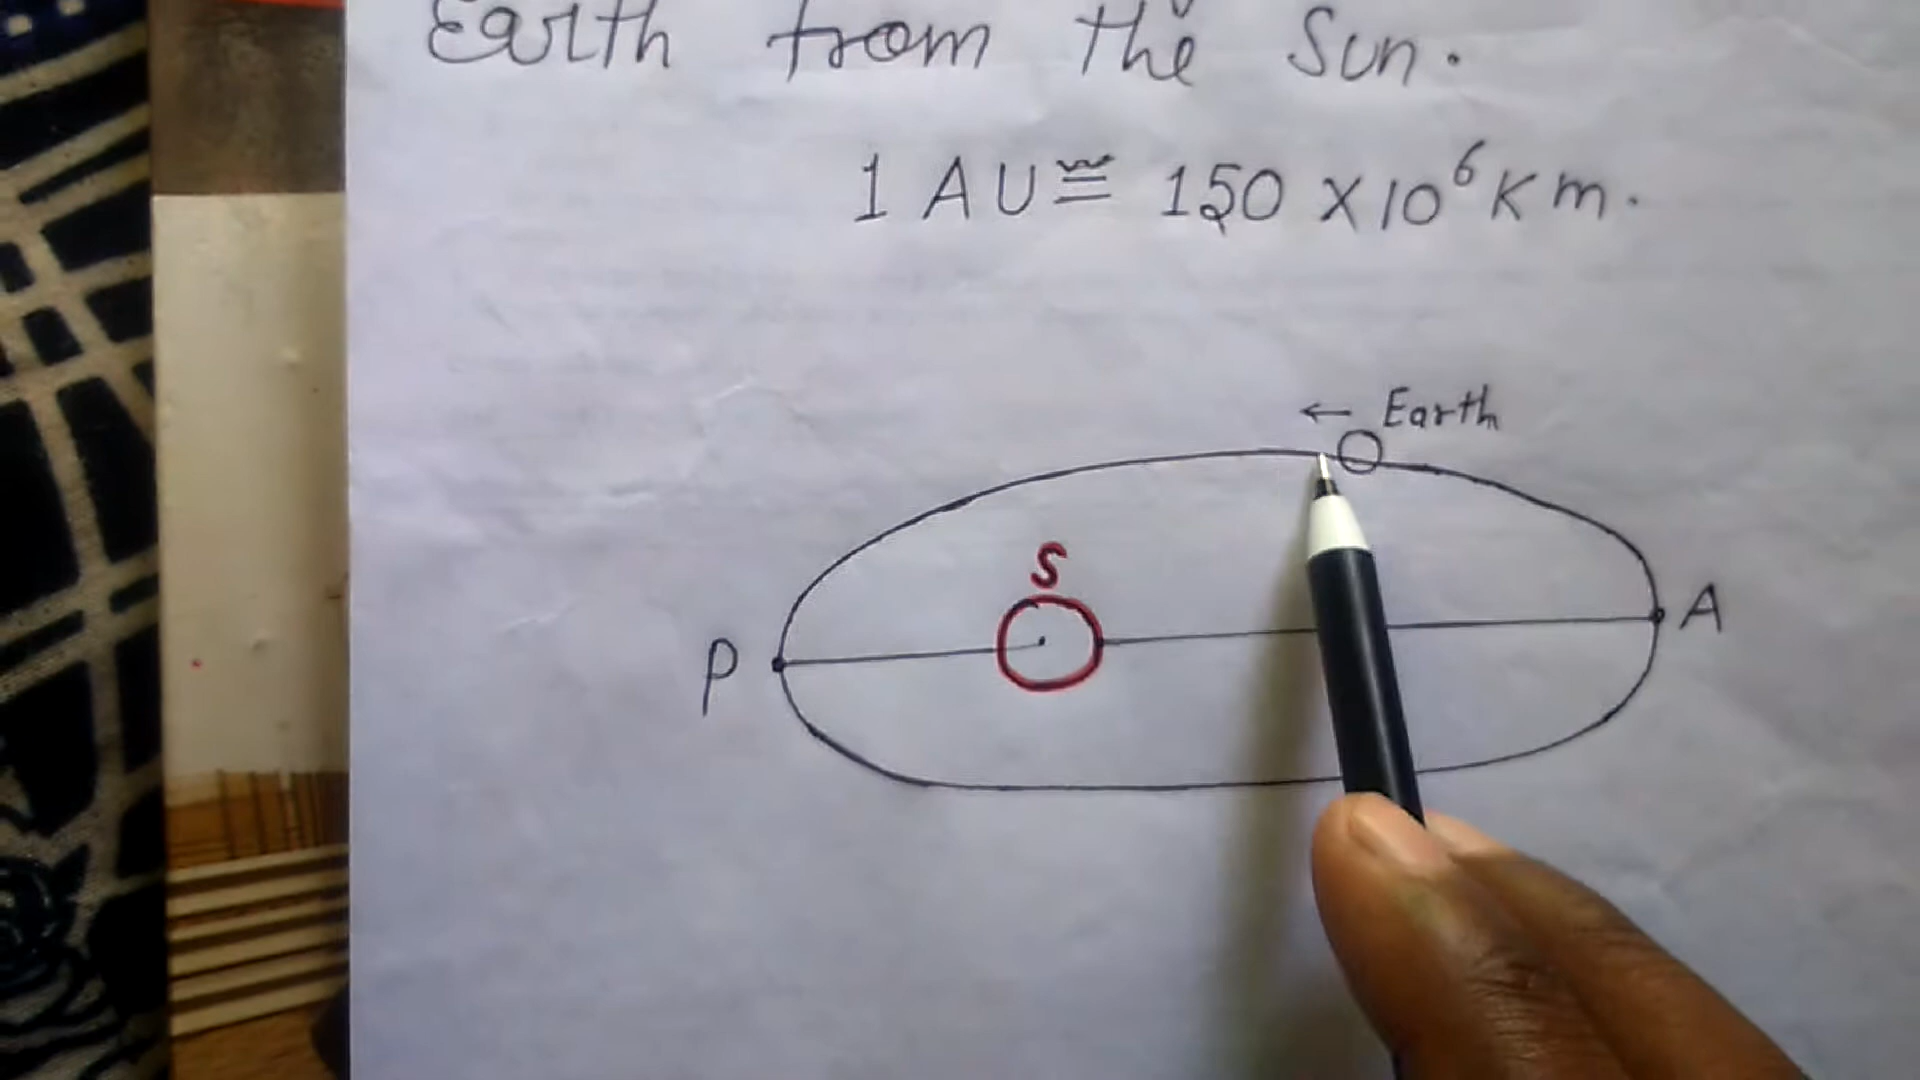 Earth from the Sun.
1 AU ≅ 150 X 10⁶ Km.
← Earth
S
P
A